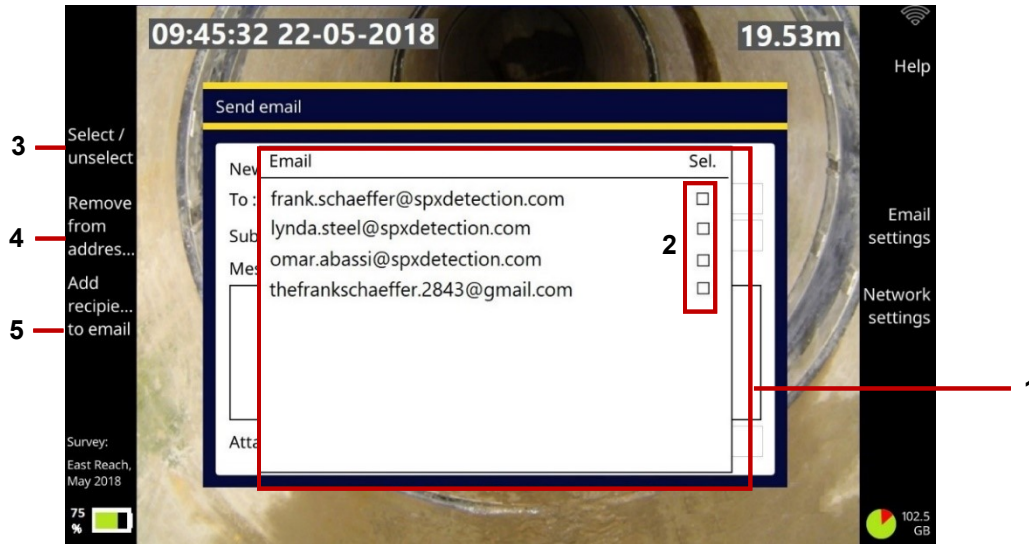 09:45:32 22-05-2018
19.53m
Help
Send email
3
Select /
unselect
Email Sel.
New
To :
frank.schaeffer@spxdetection.com
4
Remove
from
addres...
Sub
lynda.steel@spxdetection.com
2
Email
settings
Mes
omar.abassi@spxdetection.com
thefrankschaeffer.2843@gmail.com
5
Add
recipie...
to email
Network
settings
1
Atta
Survey:
East Reach,
May 2018
75
%
102.5
GB